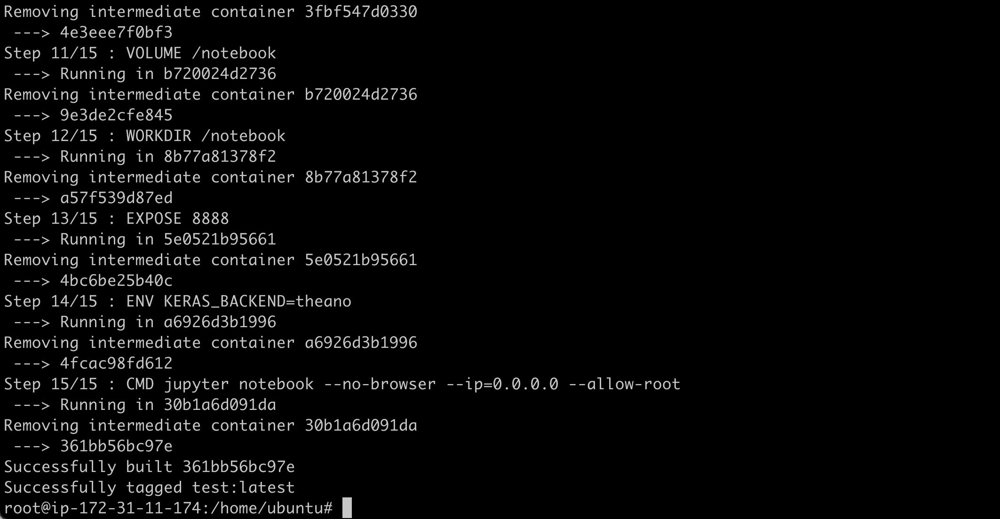 Removing intermediate container 3fbf547d0330
 ---> 4e3eee7f0bf3
Step 11/15 : VOLUME /notebook
 ---> Running in b720024d2736
Removing intermediate container b720024d2736
 ---> 9e3de2cfe845
Step 12/15 : WORKDIR /notebook
 ---> Running in 8b77a81378f2
Removing intermediate container 8b77a81378f2
 ---> a57f539d87ed
Step 13/15 : EXPOSE 8888
 ---> Running in 5e0521b95661
Removing intermediate container 5e0521b95661
 ---> 4bc6be25b40c
Step 14/15 : ENV KERAS_BACKEND=theano
 ---> Running in a6926d3b1996
Removing intermediate container a6926d3b1996
 ---> 4fcac98fd612
Step 15/15 : CMD jupyter notebook --no-browser --ip=0.0.0.0 --allow-root
 ---> Running in 30b1a6d091da
Removing intermediate container 30b1a6d091da
 ---> 361bb56bc97e
Successfully built 361bb56bc97e
Successfully tagged test:latest
root@ip-172-31-11-174:/home/ubuntu#